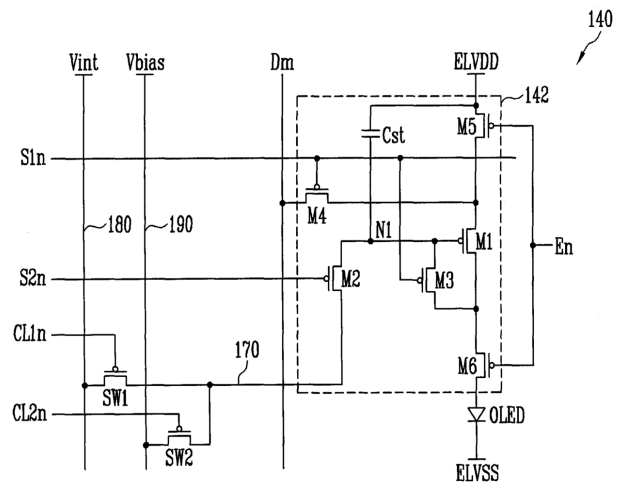 140
Vint Vbias Dm ELVDD
142
M5
Cst
S1n
M4
180 190 N1 M1 En
S2n M2 M3
CL1n
170
M6
SW1
CL2n
OLED
SW2
ELVSS